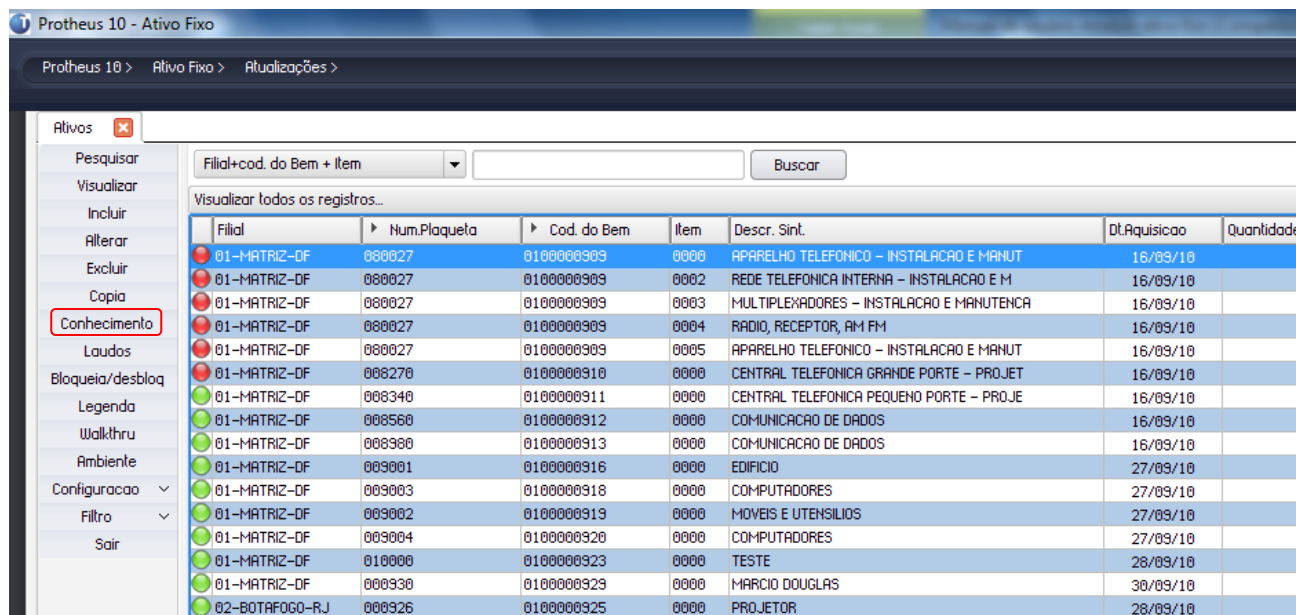 Protheus 10 - Ativo Fixo
Protheus 10 > Ativo Fixo > Atualizações >
Ativos
Pesquisar
Visualizar
Incluir
Alterar
Excluir
Copia
Conhecimento
Laudos
Bloqueia/desbloq
Legenda
Walkthru
Ambiente
Configuracao
Filtro
Sair
Filial+cod. do Bem + Item Buscar
Visualizar todos os registros...
Filial Num.Plaqueta Cod. do Bem Item Descr. Sint. Dt.Aquisicao Quantidade
01-MATRIZ-DF 080027 0100000909 0000 APARELHO TELEFONICO - INSTALACAO E MANUT 16/09/10
01-MATRIZ-DF 080027 0100000909 0002 REDE TELEFONICA INTERNA - INSTALACAO E M 16/09/10
01-MATRIZ-DF 080027 0100000909 0003 MULTIPLEXADORES - INSTALACAO E MANUTENCA 16/09/10
01-MATRIZ-DF 080027 0100000909 0004 RADIO, RECEPTOR, AM FM 16/09/10
01-MATRIZ-DF 080027 0100000909 0005 APARELHO TELEFONICO - INSTALACAO E MANUT 16/09/10
01-MATRIZ-DF 008270 0100000910 0000 CENTRAL TELEFONICA GRANDE PORTE - PROJET 16/09/10
01-MATRIZ-DF 008340 0100000911 0000 CENTRAL TELEFONICA PEQUENO PORTE - PROJE 16/09/10
01-MATRIZ-DF 008560 0100000912 0000 COMUNICACAO DE DADOS 16/09/10
01-MATRIZ-DF 008980 0100000913 0000 COMUNICACAO DE DADOS 16/09/10
01-MATRIZ-DF 009001 0100000916 0000 EDIFICIO 27/09/10
01-MATRIZ-DF 009003 0100000918 0000 COMPUTADORES 27/09/10
01-MATRIZ-DF 009002 0100000919 0000 MOVEIS E UTENSILIOS 27/09/10
01-MATRIZ-DF 009004 0100000920 0000 COMPUTADORES 27/09/10
01-MATRIZ-DF 010000 0100000923 0000 TESTE 28/09/10
01-MATRIZ-DF 000930 0100000929 0000 MARCIO DOUGLAS 30/09/10
02-BOTAFOGO-RJ 000926 0100000925 0000 PROJETOR 28/09/10